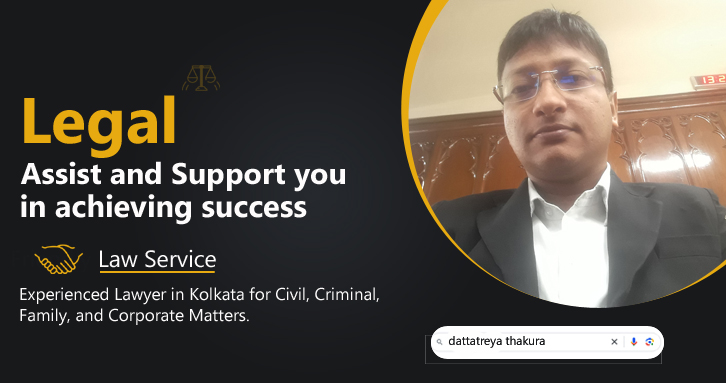 Legal
Assist and Support you
in achieving success
Law Service
Experienced Lawyer in Kolkata for Civil, Criminal,
Family, and Corporate Matters.
dattatreya thakura